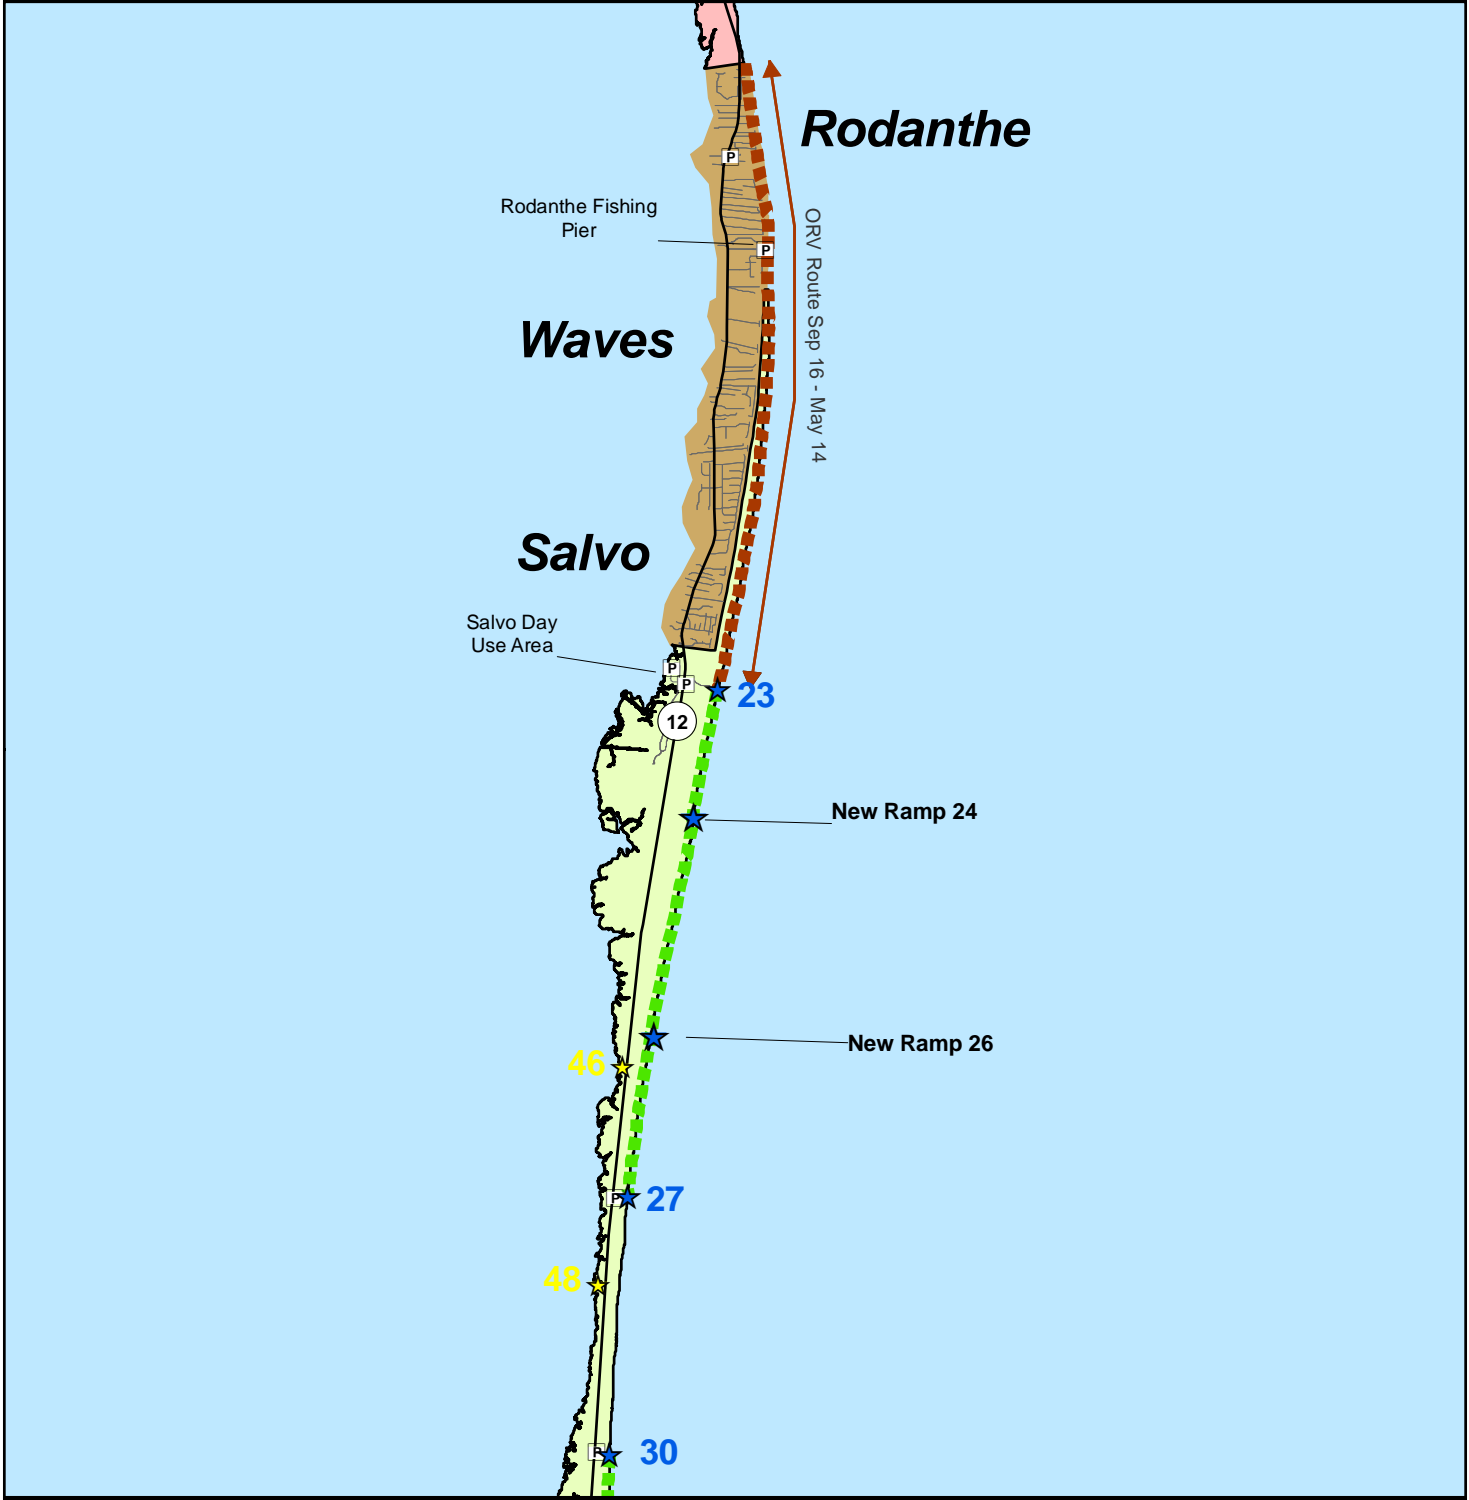 Rodanthe
P
Rodanthe Fishing
Pier
P
ORV Route Sep 16 - May 14
Waves
Salvo
Salvo Day
Use Area
P
P
23
12
New Ramp 24
New Ramp 26
46
P
27
48
P
30